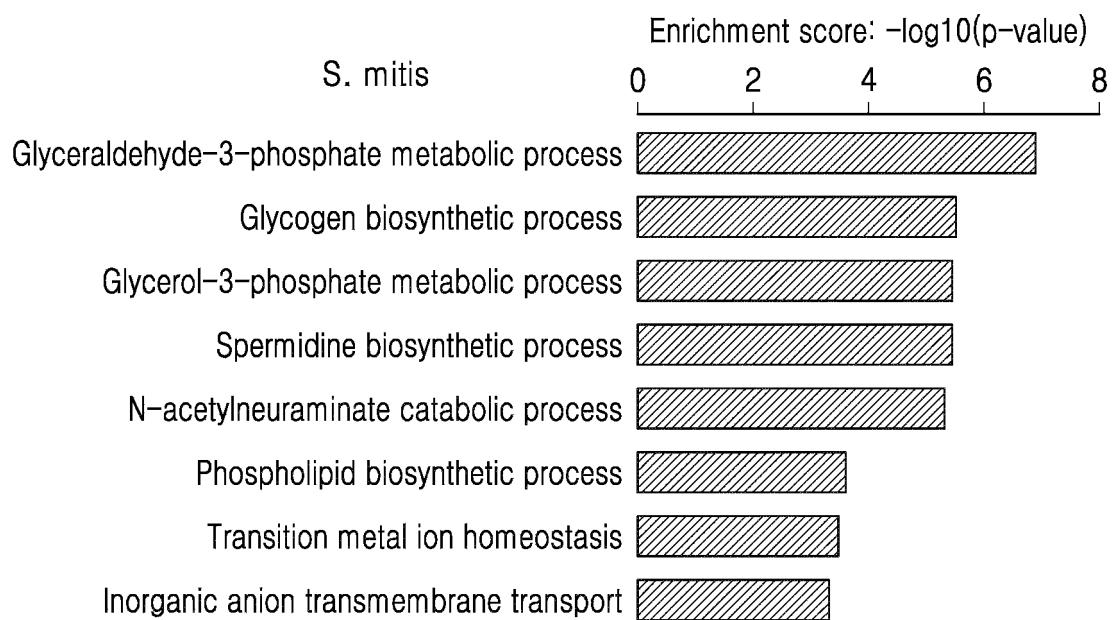 Enrichment score: -log10(p-value)
S. mitis
0 2 4 6 8
Glyceraldehyde-3-phosphate metabolic process
Glycogen biosynthetic process
Glycerol-3-phosphate metabolic process
Spermidine biosynthetic process
N-acetylneuraminate catabolic process
Phospholipid biosynthetic process
Transition metal ion homeostasis
Inorganic anion transmembrane transport